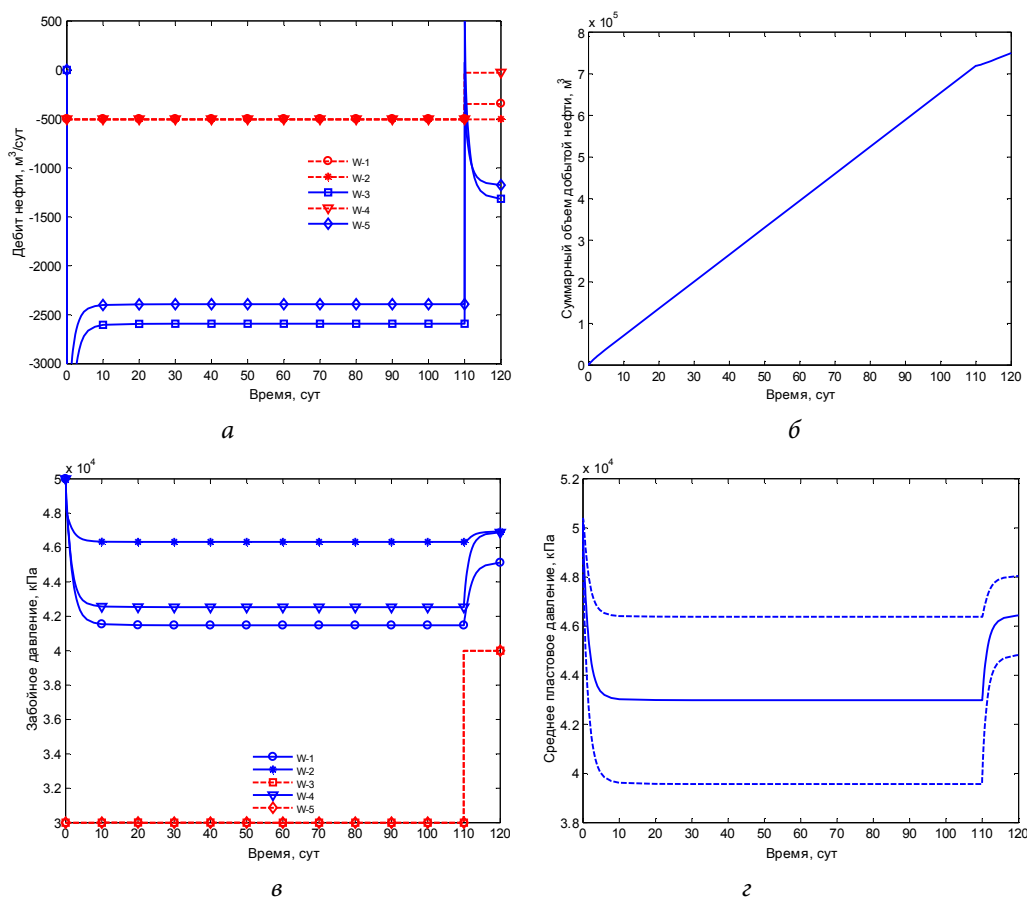 500
0
-500
-1000
-1500
-2000
-2500
-3000
Дебит нефти, м³/сут
W-1
W-2
W-3
W-4
W-5
0 10 20 30 40 50 60 70 80 90 100 110 120
Время, сут
а
x 10⁵
8
7
6
5
4
3
2
1
0
Суммарный объем добытой нефти, м³
0 10 20 30 40 50 60 70 80 90 100 110 120
Время, сут
б
x 10⁴
5
4.8
4.6
4.4
4.2
4
3.8
3.6
3.4
3.2
3
Забойное давление, кПа
W-1
W-2
W-3
W-4
W-5
0 10 20 30 40 50 60 70 80 90 100 110 120
Время, сут
в
x 10⁴
5.2
5
4.8
4.6
4.3
4.2
4
3.8
Среднее пластовое давление, кПа
0 10 20 30 40 50 60 70 80 90 100 110 120
Время, сут
г